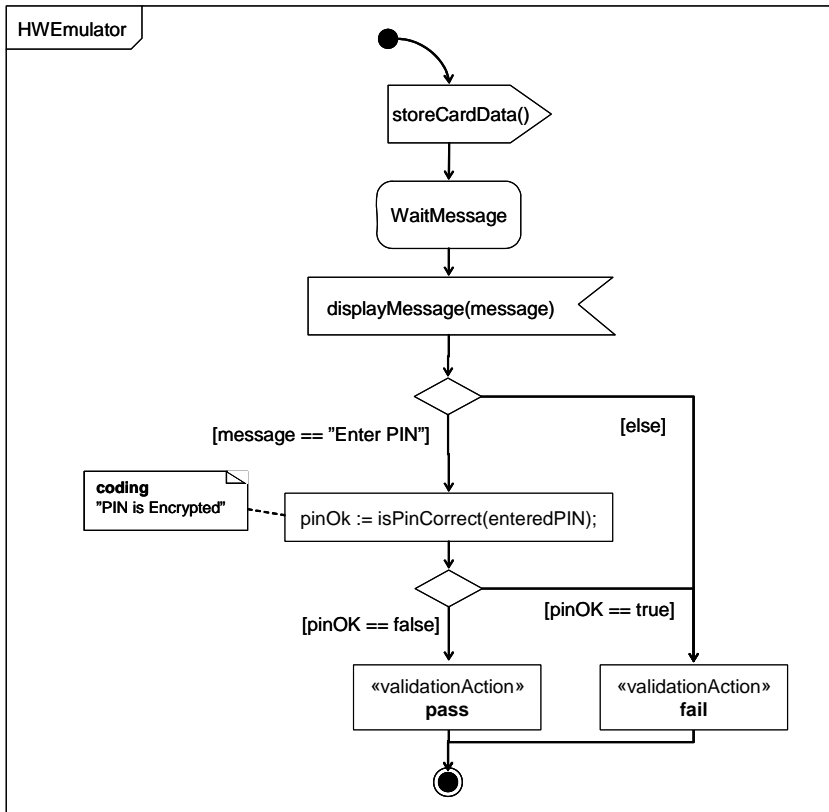 HWEmulator
storeCardData()
WaitMessage
displayMessage(message)
[message == ”Enter PIN”]
[else]
coding
”PIN is Encrypted”
pinOk := isPinCorrect(enteredPIN);
[pinOK == false]
[pinOK == true]
«validationAction»
pass
«validationAction»
fail